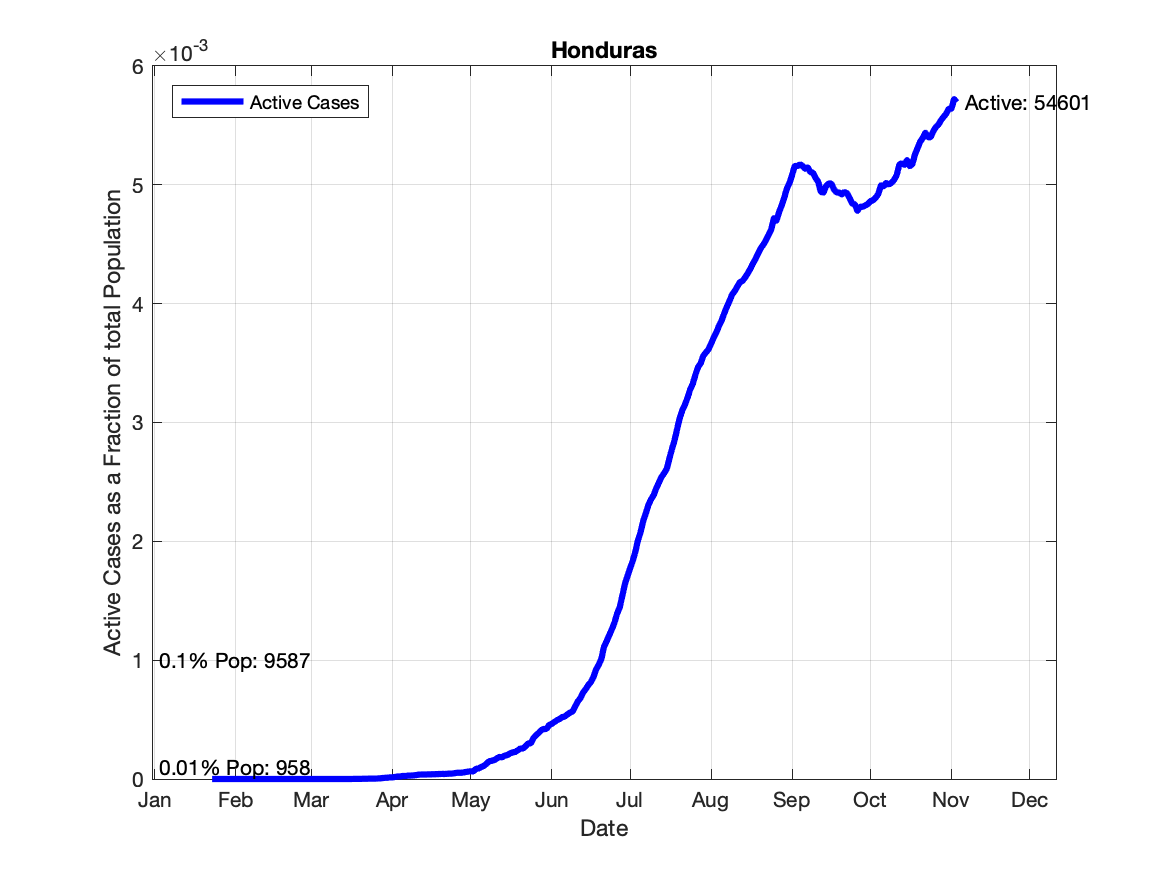 Honduras
×10-3
6
5
4
3
2
1
0
Active Cases as a Fraction of total Population
Active Cases
Active: 54601
0.1% Pop: 9587
0.01% Pop: 958
Jan Feb Mar Apr May Jun Jul Aug Sep Oct Nov Dec
Date